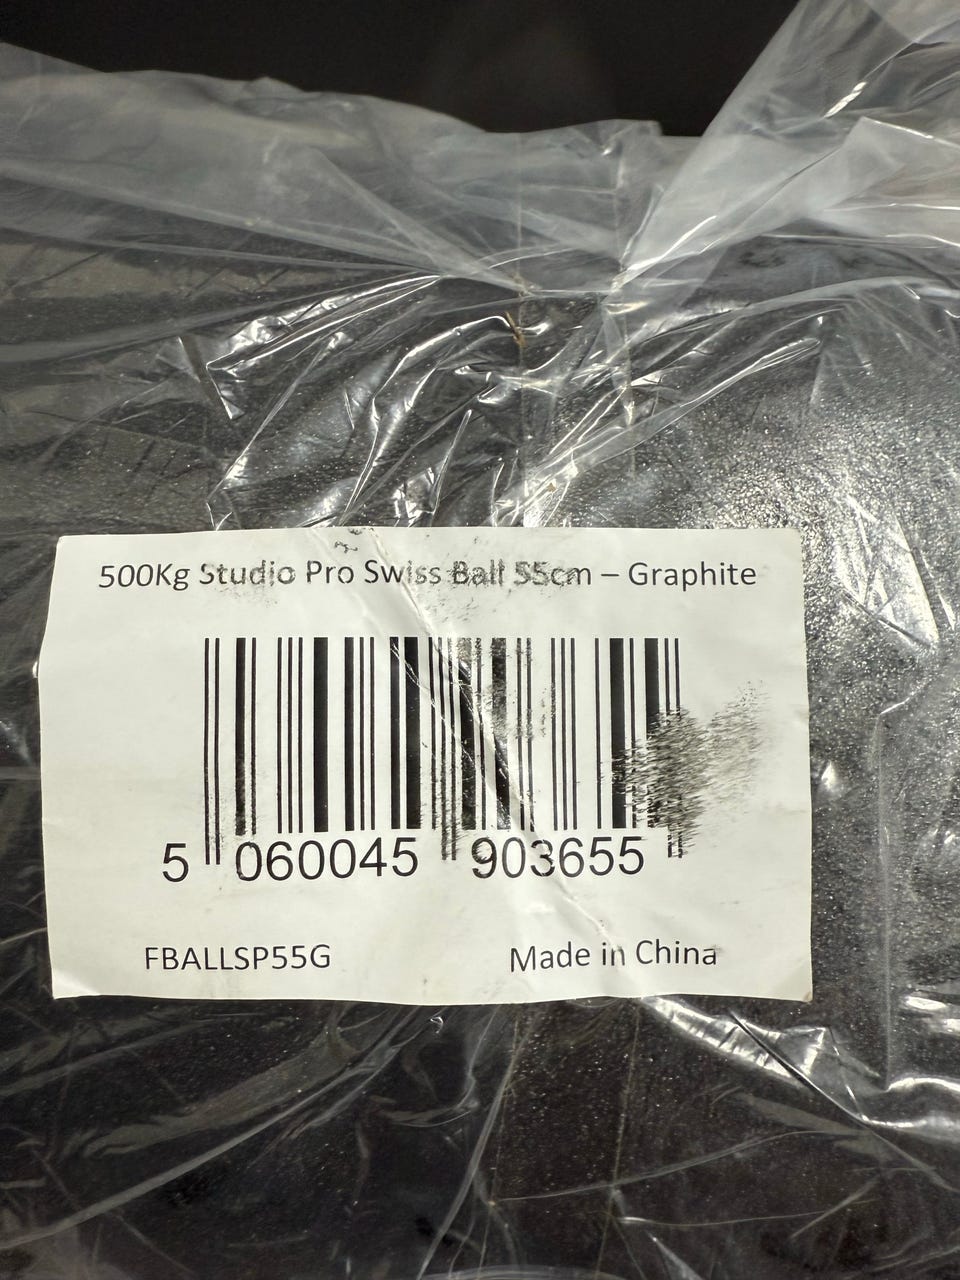 500Kg Studio Pro Swiss Ball 55cm – Graphite
5 060045 903655
FBALLSP55G Made in China